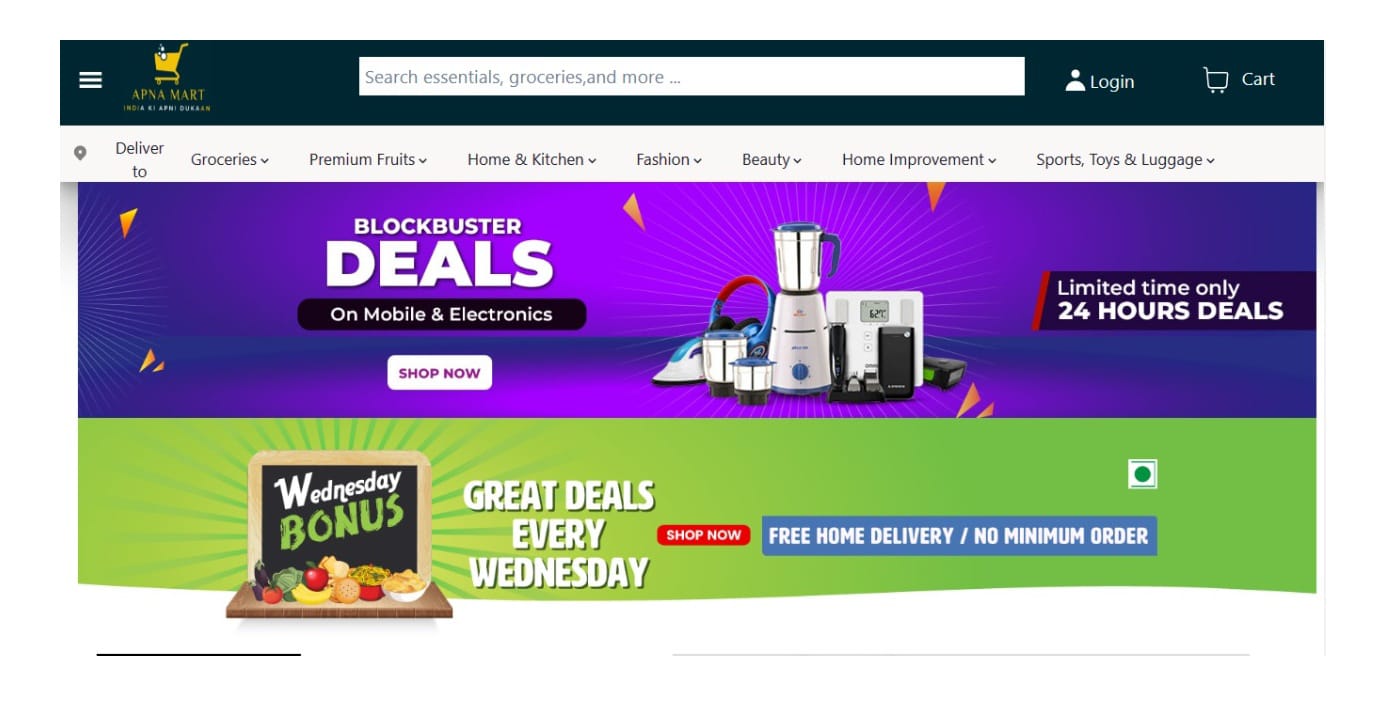 APNA MART
INDIA KI APNI DUKAAN
Search essentials, groceries,and more ...
Login
Cart
Deliver
to
Groceries
Premium Fruits
Home & Kitchen
Fashion
Beauty
Home Improvement
Sports, Toys & Luggage
BLOCKBUSTER
DEALS
On Mobile & Electronics
SHOP NOW
Limited time only
24 HOURS DEALS
Wednesday
BONUS
GREAT DEALS
EVERY
WEDNESDAY
SHOP NOW
FREE HOME DELIVERY / NO MINIMUM ORDER